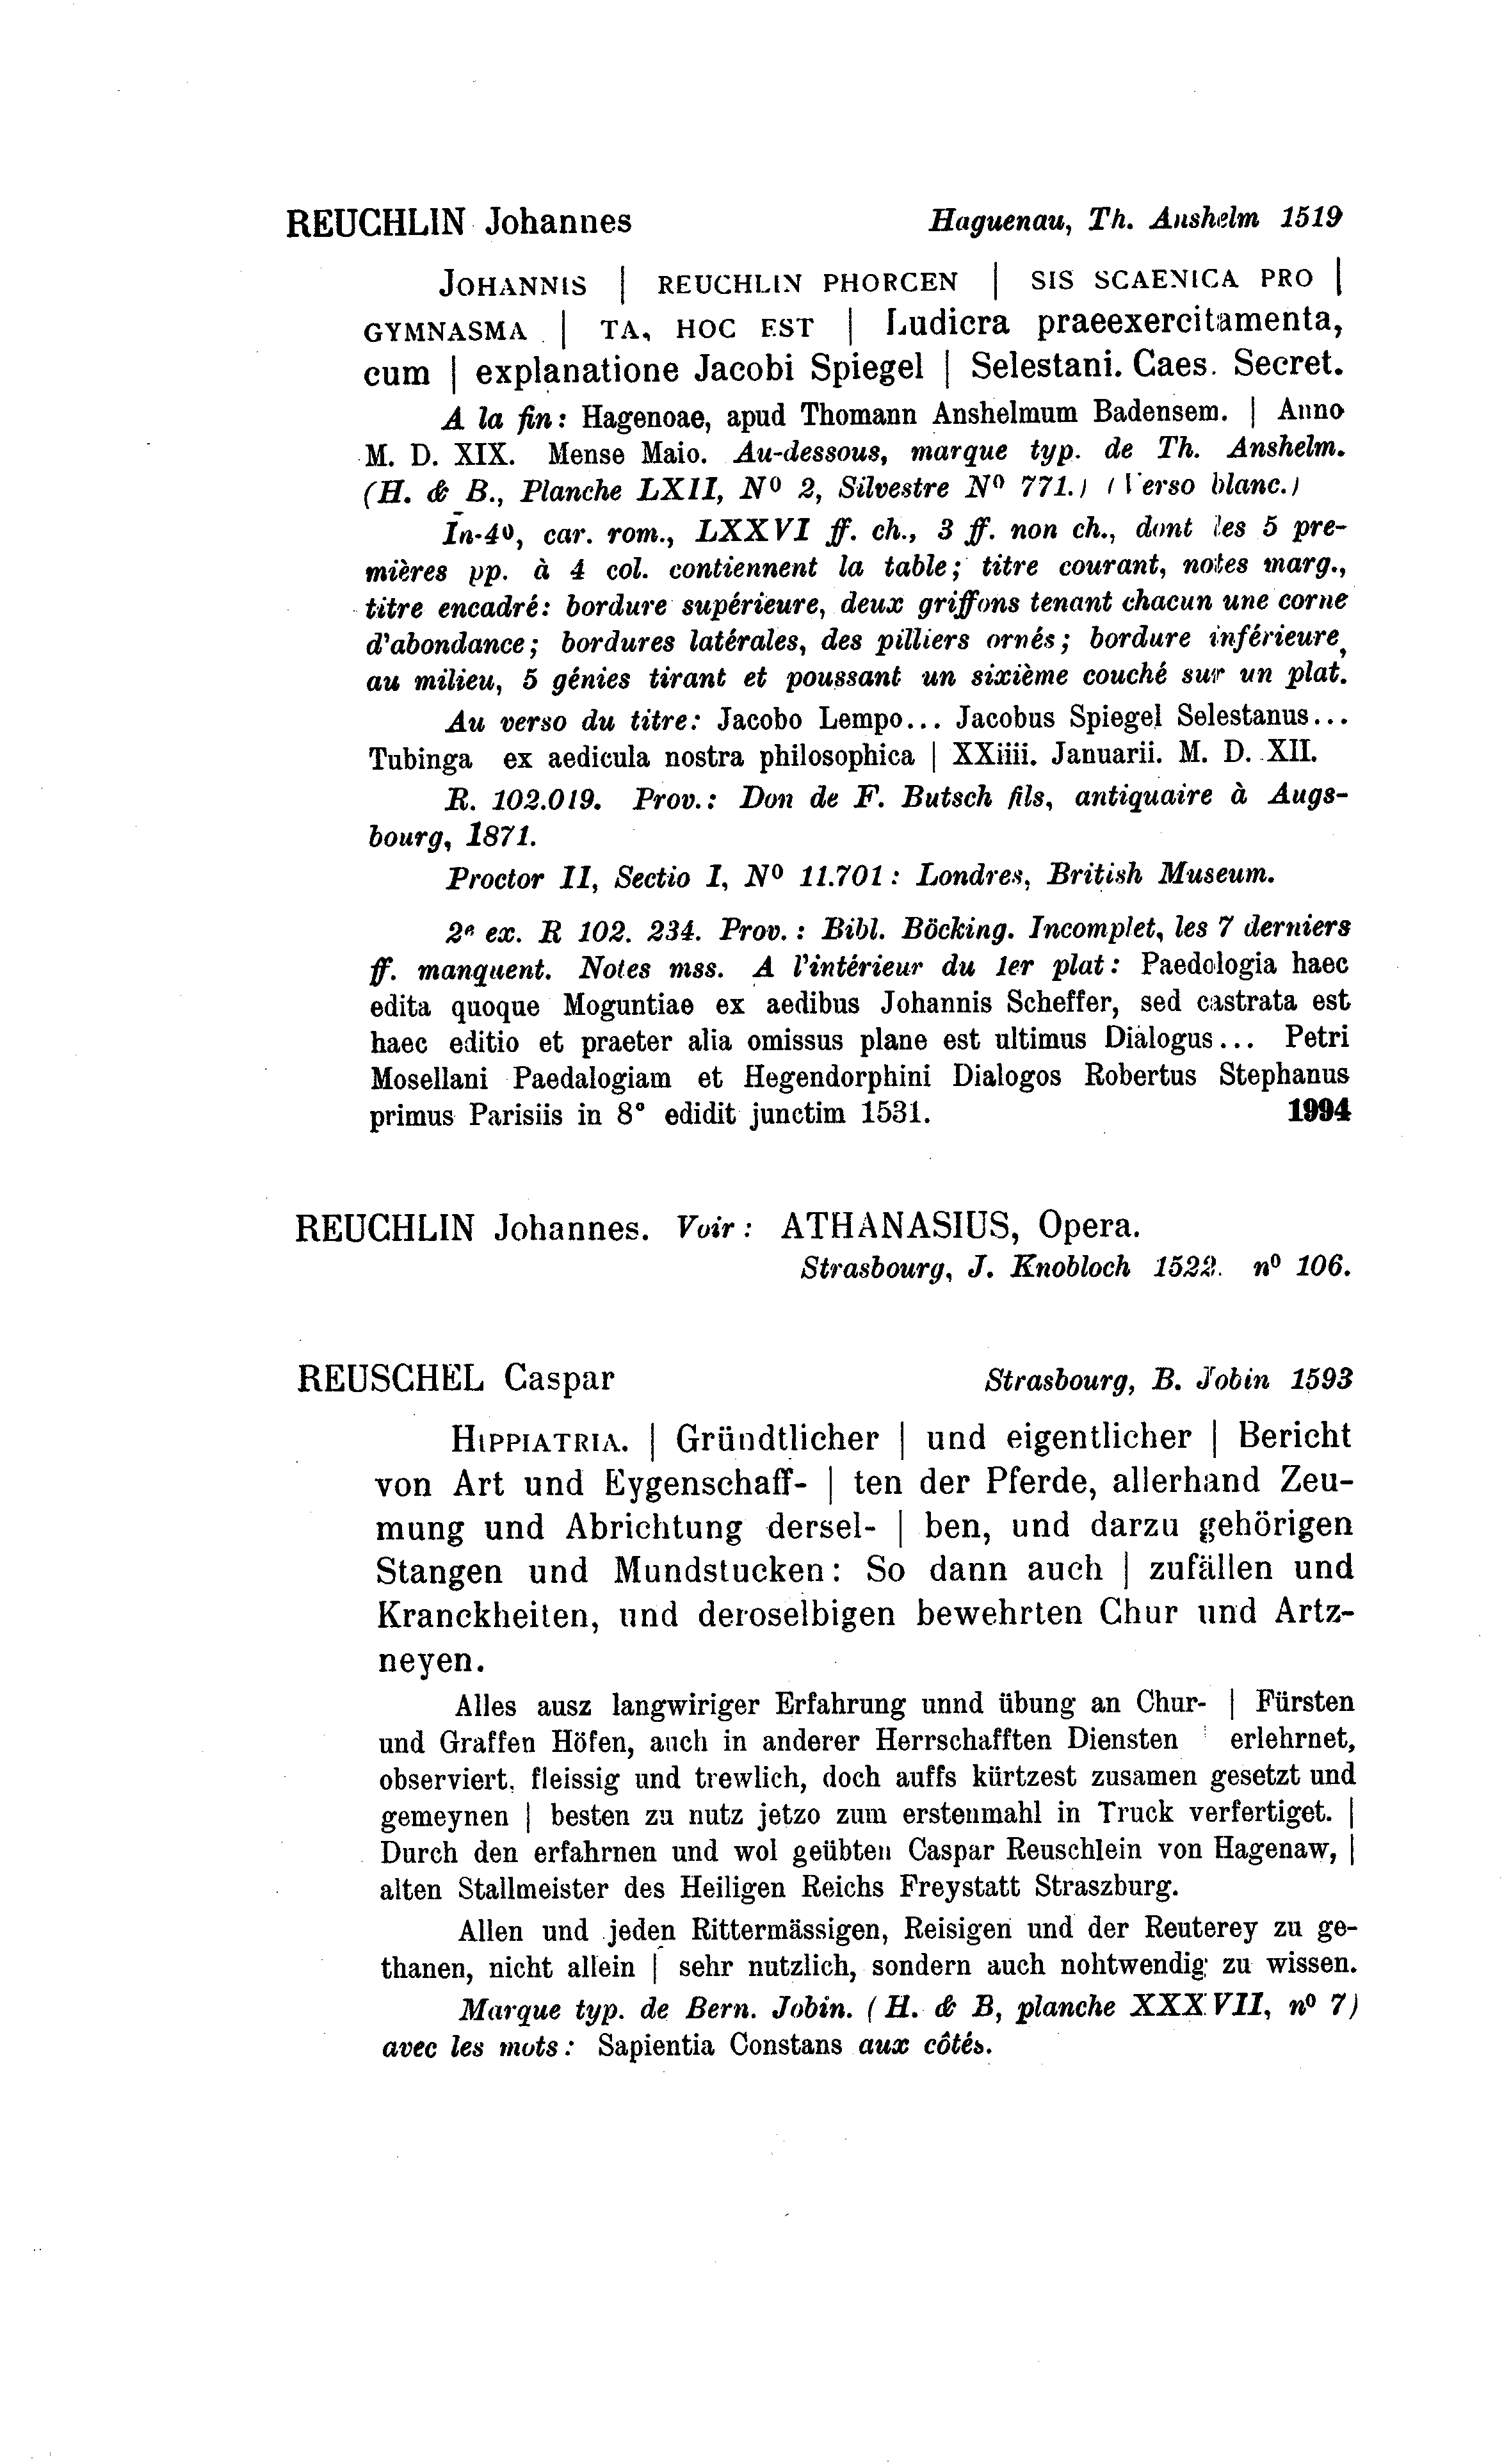 REUCHLIN Johannes Haguenau, Th. Anshelm 1519
JOHANNIS | REUCHLIN PHORCEN | SIS SCAENICA PRO |
GYMNASMA | TA, HOC EST | Ludicra praeexercitamenta,
cum | explanatione Jacobi Spiegel | Selestani. Caes. Secret.
A la fin: Hagenoae, apud Thomann Anshelmum Badensem. | Anno
M. D. XIX. Mense Maio. Au-dessous, marque typ. de Th. Anshelm.
(H. & B., Planche LXII, Nº 2, Silvestre Nº 771.) (Verso blanc.)
In-4º, car. rom., LXXVI ff. ch., 3 ff. non ch., dont les 5 pre-
mières pp. à 4 col. contiennent la table; titre courant, notes marg.,
titre encadré: bordure supérieure, deux griffons tenant chacun une corne
d'abondance; bordures latérales, des pilliers ornés; bordure inférieure,
au milieu, 5 génies tirant et poussant un sixième couché sur un plat.
Au verso du titre: Jacobo Lempo... Jacobus Spiegel Selestanus...
Tubinga ex aedicula nostra philosophica | XXiiii. Januarii. M. D. XII.
R. 102.019. Prov.: Don de F. Butsch fils, antiquaire à Augs-
bourg, 1871.
Proctor II, Sectio I, Nº 11.701: Londres, British Museum.
2e ex. R 102. 234. Prov.: Bibl. Böcking. Incomplet, les 7 derniers
ff. manquent. Notes mss. A l'intérieur du 1er plat: Paedologia haec
edita quoque Moguntiae ex aedibus Johannis Scheffer, sed castrata est
haec editio et praeter alia omissus plane est ultimus Dialogus... Petri
Mosellani Paedalogiam et Hegendorphini Dialogos Robertus Stephanus
primus Parisiis in 8° edidit junctim 1531. 1994
REUCHLIN Johannes. Voir: ATHANASIUS, Opera.
Strasbourg, J. Knobloch 1522. nº 106.
REUSCHEL Caspar Strasbourg, B. Jobin 1593
HIPPIATRIA. | Gründtlicher | und eigentlicher | Bericht
von Art und Eygenschaff- | ten der Pferde, allerhand Zeu-
mung und Abrichtung dersel- | ben, und darzu gehörigen
Stangen und Mundstucken: So dann auch | zufällen und
Kranckheiten, und deroselbigen bewehrten Chur und Artz-
neyen.
Alles ausz langwiriger Erfahrung unnd übung an Chur- | Fürsten
und Graffen Höfen, auch in anderer Herrschafften Diensten | erlehrnet,
observiert, fleissig und trewlich, doch auffs kürtzest zusamen gesetzt und
gemeynen | besten zu nutz jetzo zum erstenmahl in Truck verfertiget. |
Durch den erfahrnen und wol geübten Caspar Reuschlein von Hagenaw, |
alten Stallmeister des Heiligen Reichs Freystatt Straszburg.
Allen und jeden Rittermässigen, Reisigen und der Reuterey zu ge-
thanen, nicht allein | sehr nutzlich, sondern auch nohtwendig zu wissen.
Marque typ. de Bern. Jobin. (H. & B, planche XXXVII, nº 7)
avec les mots: Sapientia Constans aux côtés.